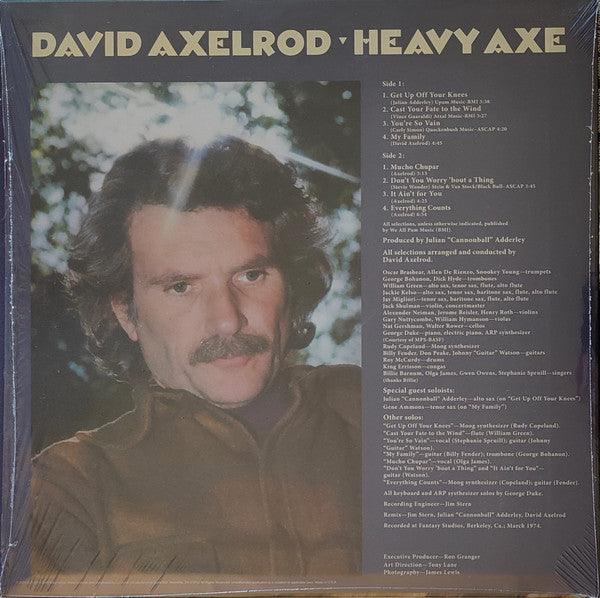 DAVID AXELROD ▾ HEAVY AXE
Side 1:
1. Get Up Off Your Knees
(Julian Adderley) Upam Music-BMI 3:38
2. Cast Your Fate to the Wind
(Vince Guaraldi) Atzal Music-BMI 3:27
3. You're So Vain
(Carly Simon) Quackenbush Music-ASCAP 4:20
4. My Family
(David Axelrod) 4:45
Side 2:
1. Mucho Chupar
(Axelrod) 3:13
2. Don't You Worry 'bout a Thing
(Stevie Wonder) Stein & Van Stock/Black Bull-ASCAP 3:45
3. It Ain't for You
(Axelrod) 4:25
4. Everything Counts
(Axelrod) 6:54
All selections, unless otherwise indicated, published
by We All Pum Music (BMI).
Produced by Julian "Cannonball" Adderley
All selections arranged and conducted by
David Axelrod.
Oscar Brashear, Allen De Rienzo, Snookey Young—trumpets
George Bohanon, Dick Hyde—trombones
William Green—alto sax, tenor sax, flute, alto flute
Jackie Kelso—alto sax, tenor sax, baritone sax, flute, alto flute
Jay Migliori—tenor sax, baritone sax, flute, alto flute
Jack Shulman—violin, concertmaster
Alexander Neiman, Jerome Reisler, Henry Roth—violins
Gary Nuttycombe, William Hymanson—violas
Nat Gershman, Walter Rower—cellos
George Duke—piano, electric piano, ARP synthesizer
(Courtesy of MPS-BASF)
Rudy Copeland—Moog synthesizer
Billy Fender, Don Peake, Johnny "Guitar" Watson—guitars
Roy McCurdy—drums
King Errisson—congas
Billie Barnum, Olga James, Gwen Owens, Stephanie Spruill—singers
(thanks Billie)
Special guest soloists:
Julian "Cannonball" Adderley—alto sax (on "Get Up Off Your Knees")
Gene Ammons—tenor sax (on "My Family")
Other solos:
"Get Up Off Your Knees"—Moog synthesizer (Rudy Copeland).
"Cast Your Fate to the Wind"—flute (William Green).
"You're So Vain"—vocal (Stephanie Spruill); guitar (Johnny
"Guitar" Watson).
"My Family"—guitar (Billy Fender); trombone (George Bohanon).
"Mucho Chupar"—vocal (Olga James).
"Don't You Worry 'bout a Thing" and "It Ain't for You"—
guitar (Watson).
"Everything Counts"—Moog synthesizer (Copeland); guitar (Fender).
All keyboard and ARP synthesizer solos by George Duke.
Recording Engineer—Jim Stern
Remix—Jim Stern, Julian "Cannonball" Adderley, David Axelrod
Recorded at Fantasy Studios, Berkeley, Ca.; March 1974.
Executive Producer—Ron Granger
Art Direction—Tony Lane
Photography—James Lewis